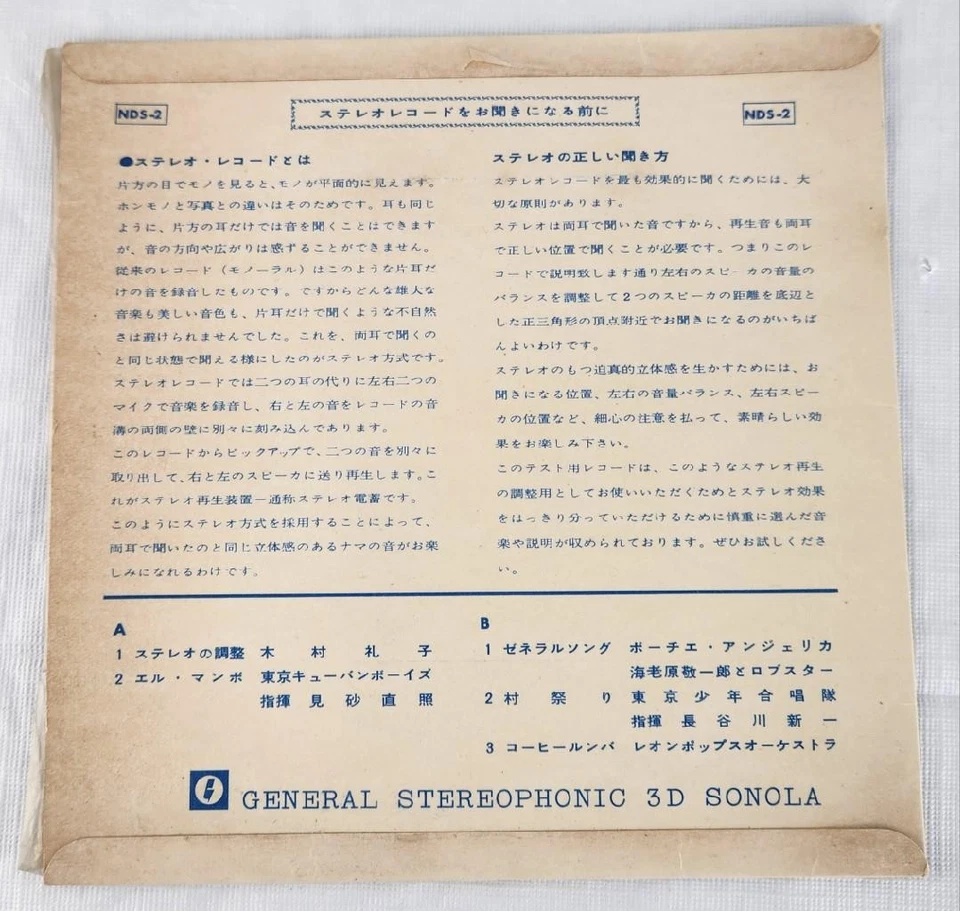 NDS-2
ステレオレコードをお聞きになる前に
NDS-2
●ステレオ・レコードとは
片方の目でモノを見ると、モノが平面的に見えます。
ホンモノと写真との違いはそのためです。耳も同じ
ように、片方の耳だけでは音を聞くことはできます
が、音の方向や広がりは感ずることができません。
従来のレコード（モノーラル）はこのような片耳だ
けの音を録音したものです。ですからどんな雄大な
音楽も美しい音色も、片耳だけで聞くような不自然
さは避けられませんでした。これを、両耳で聞くの
と同じ状態で聞える様にしたのがステレオ方式です。
ステレオレコードでは二つの耳の代りに左右二つの
マイクで音楽を録音し、右と左の音をレコードの音
溝の両側の壁に別々に刻み込んであります。
このレコードからピックアップで、二つの音を別々に
取り出して、右と左のスピーカに送り再生します。こ
れがステレオ再生装置－通称ステレオ電蓄です。
このようにステレオ方式を採用することによって、
両耳で聞いたのと同じ立体感のあるナマの音がお楽
しみになれるわけです。
ステレオの正しい聞き方
ステレオレコードを最も効果的に聞くためには、大
切な原則があります。
ステレオは両耳で聞いた音ですから、再生音も両耳
で正しい位置で聞くことが必要です。つまりこのレ
コードで説明致します通り左右のスピーカの音量の
バランスを調整して2つのスピーカの距離を底辺と
した正三角形の頂点附近でお聞きになるのがいちば
んよいわけです。
ステレオのもつ迫真的立体感を生かすためには、お
聞きになる位置、左右の音量バランス、左右スピー
カの位置など、細心の注意を払って、素晴らしい効
果をお楽しみ下さい。
このテスト用レコードは、このようなステレオ再生
の調整用としてお使いいただくためとステレオ効果
をはっきり分っていただけるために慎重に選んだ音
楽や説明が収められております。ぜひお試しくださ
い。
A
1 ステレオの調整 木村礼子
2 エル・マンボ 東京キューバンボーイズ
指揮 見砂直照
B
1 ゼネラルソング ポーチエ・アンジェリカ
海老原敬一郎とロブスター
2 村祭り 東京少年合唱隊
指揮 長谷川新一
3 コーヒールンバ レオンポップスオーケストラ
GENERAL STEREOPHONIC 3D SONOLA